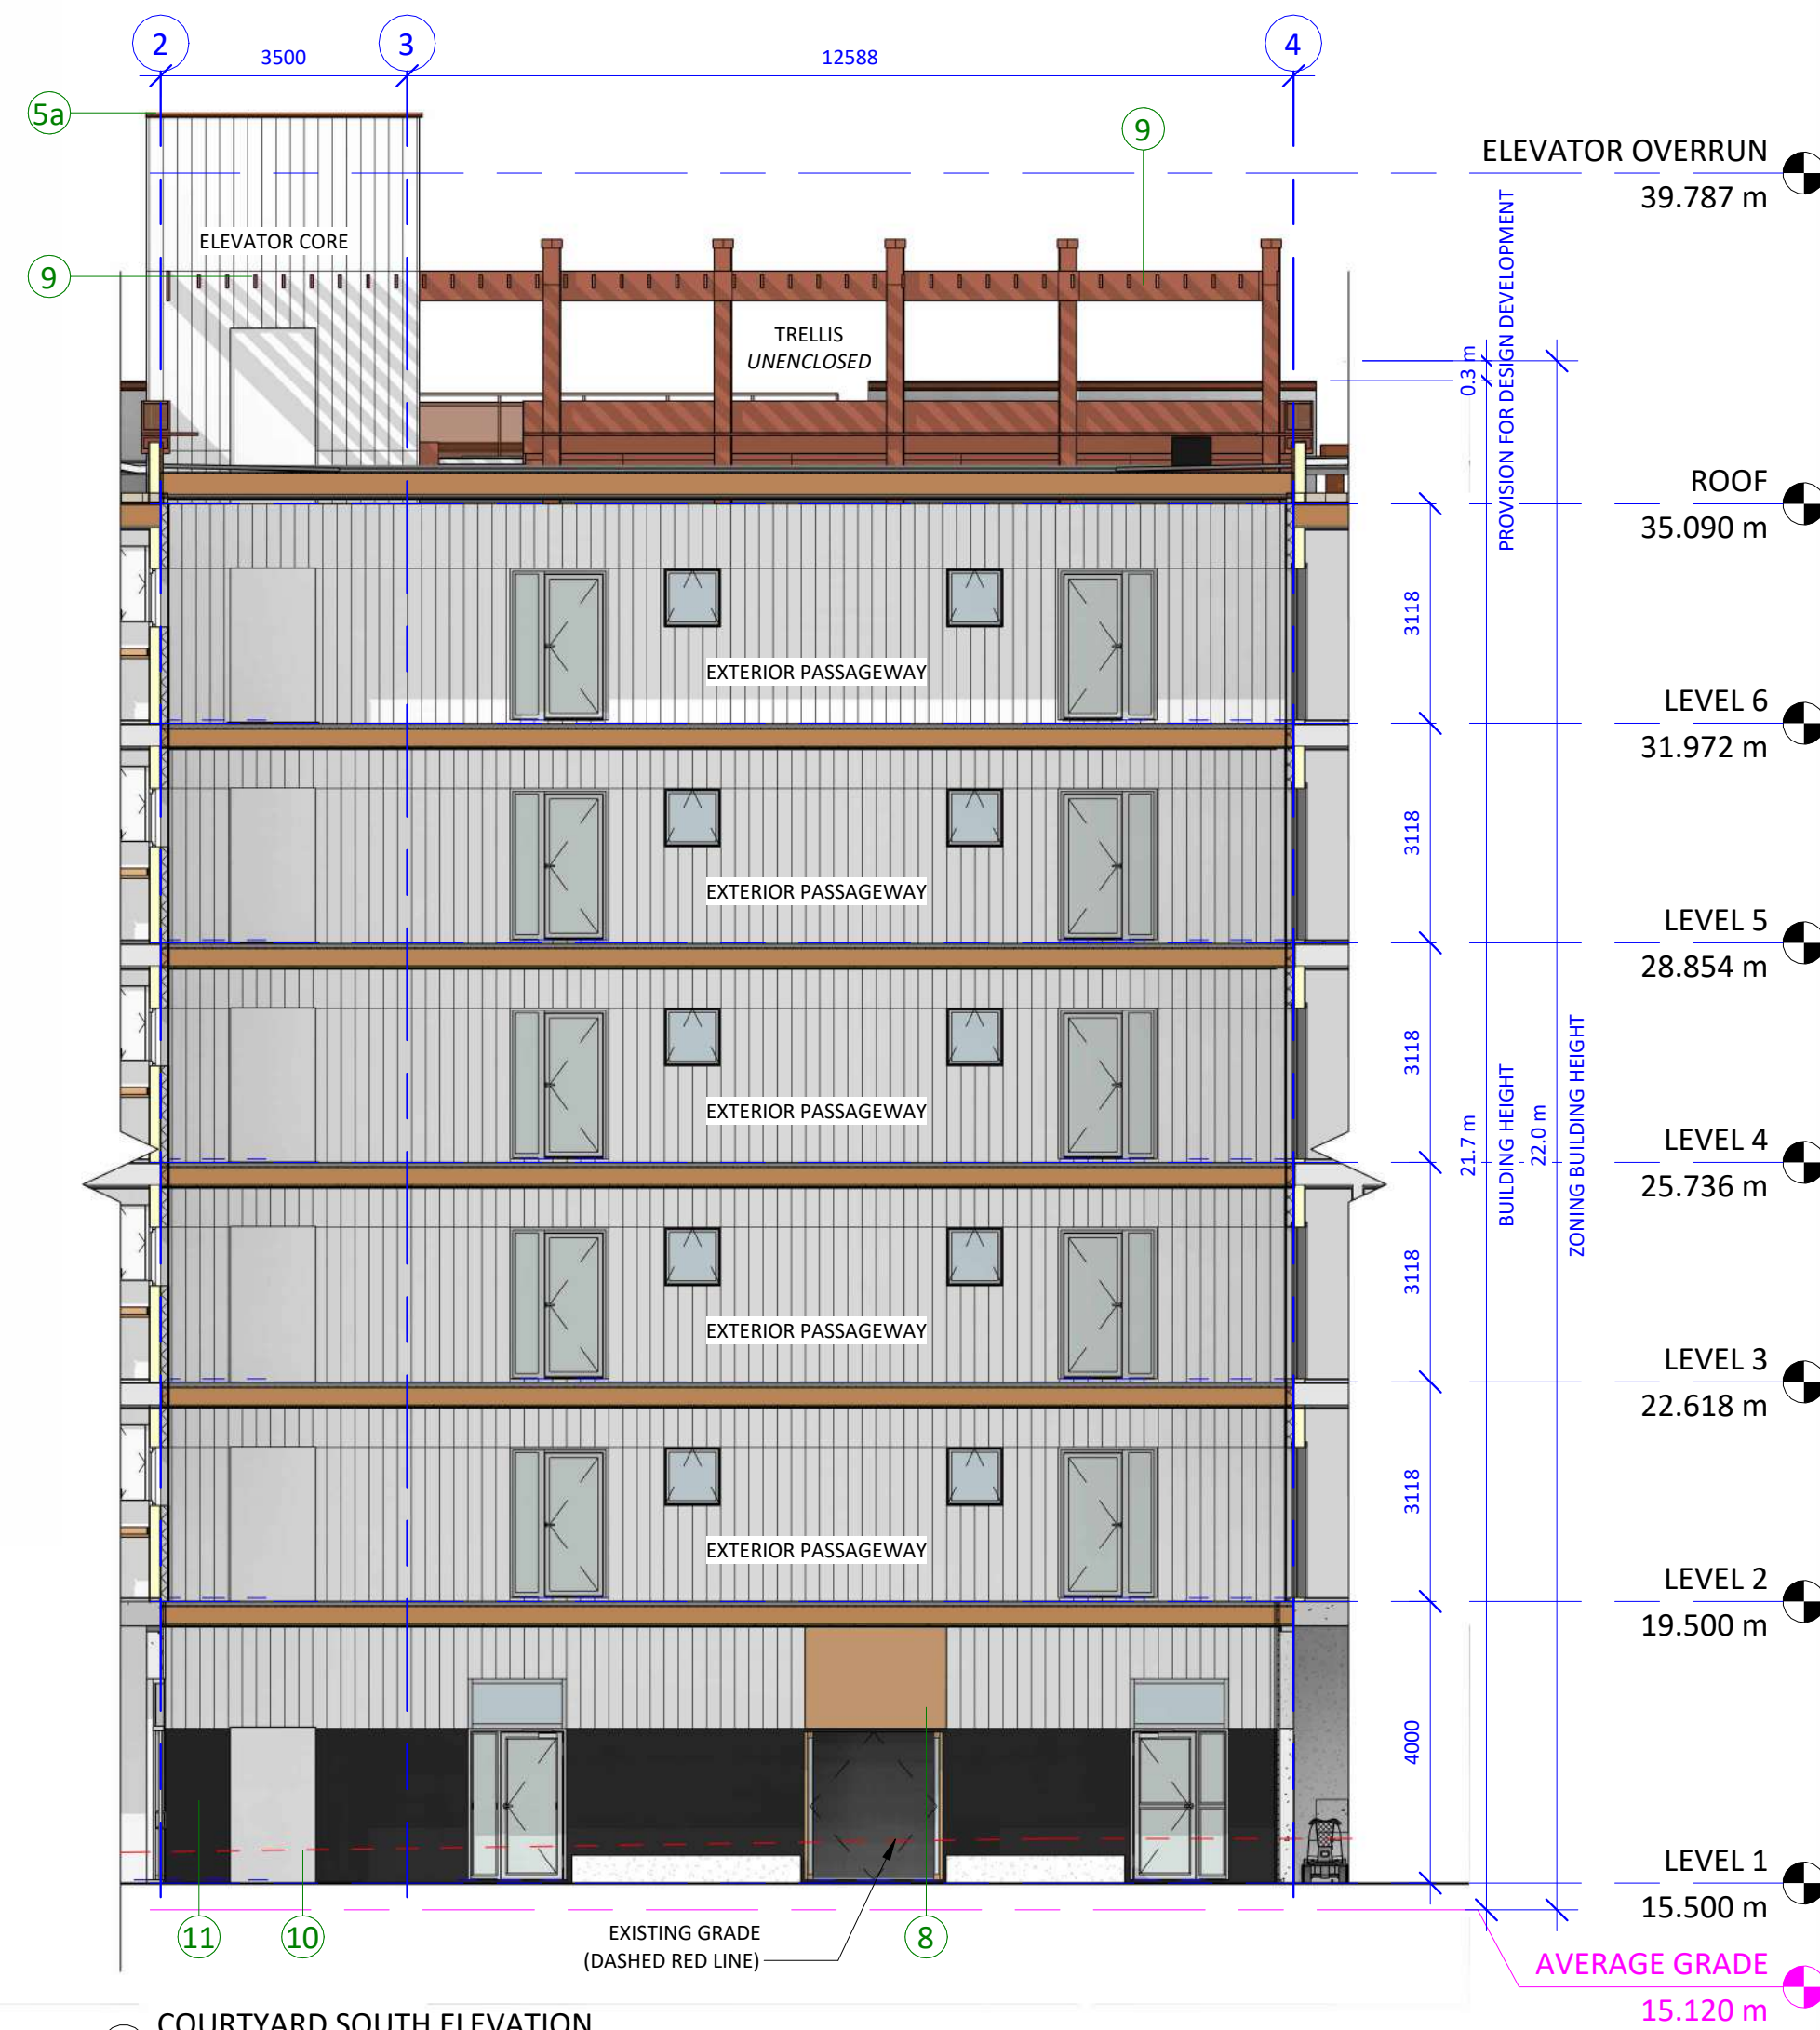 2
3500
3
12588
4
5a
9
ELEVATOR OVERRUN
39.787 m
ELEVATOR CORE
9
TRELLIS
UNENCLOSED
0.3 m
PROVISION FOR DESIGN DEVELOPMENT
ROOF
35.090 m
3118
EXTERIOR PASSAGEWAY
LEVEL 6
31.972 m
3118
EXTERIOR PASSAGEWAY
LEVEL 5
28.854 m
3118
EXTERIOR PASSAGEWAY
21.7 m
BUILDING HEIGHT
22.0 m
ZONING BUILDING HEIGHT
LEVEL 4
25.736 m
3118
EXTERIOR PASSAGEWAY
LEVEL 3
22.618 m
3118
EXTERIOR PASSAGEWAY
LEVEL 2
19.500 m
4000
LEVEL 1
15.500 m
11
10
EXISTING GRADE
(DASHED RED LINE)
8
AVERAGE GRADE
15.120 m
COURTYARD SOUTH ELEVATION